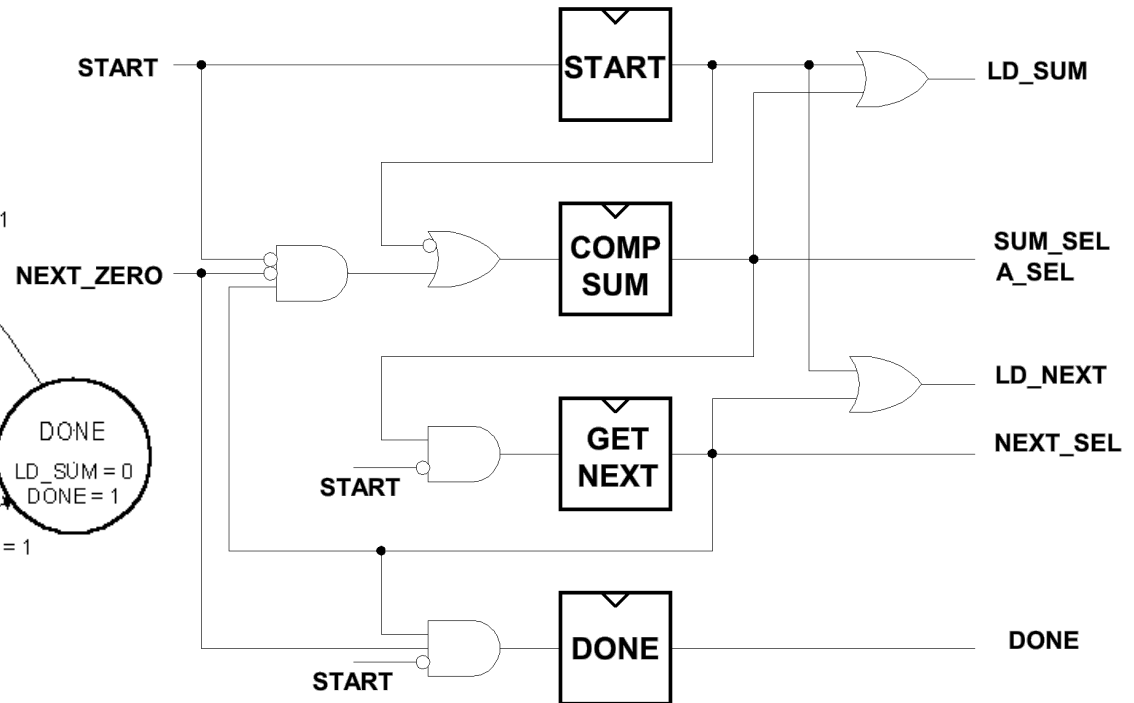 START
START
LD_SUM
1
NEXT_ZERO
COMP
SUM
SUM_SEL
A_SEL
LD_NEXT
DONE
LD_SUM = 0
DONE = 1
= 1
START
GET
NEXT
NEXT_SEL
START
DONE
DONE